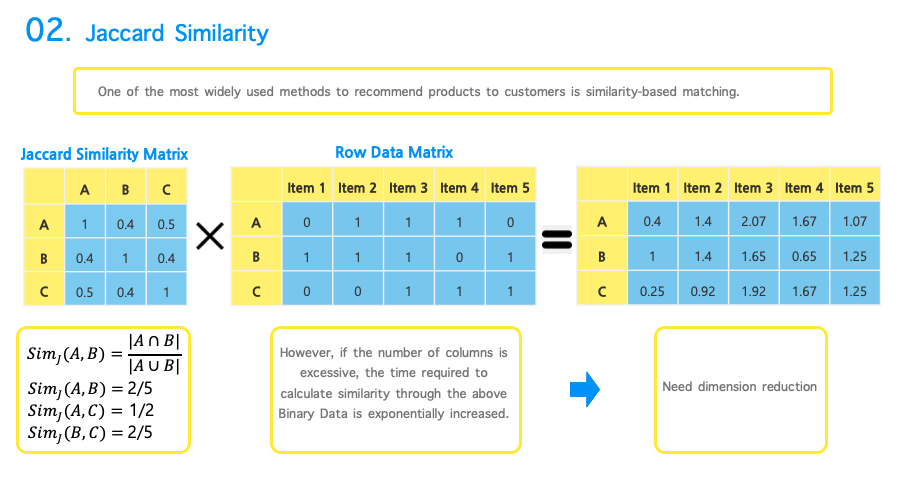 02. Jaccard Similarity
One of the most widely used methods to recommend products to customers is similarity-based matching.
Jaccard Similarity Matrix
A B C
A 1 0.4 0.5
B 0.4 1 0.4
C 0.5 0.4 1
×
Row Data Matrix
Item 1 Item 2 Item 3 Item 4 Item 5
A 0 1 1 1 0
B 1 1 1 0 1
C 0 0 1 1 1
=
Item 1 Item 2 Item 3 Item 4 Item 5
A 0.4 1.4 2.07 1.67 1.07
B 1 1.4 1.65 0.65 1.25
C 0.25 0.92 1.92 1.67 1.25
Sim_J(A, B) = |A ∩ B| / |A ∪ B|
Sim_J(A, B) = 2/5
Sim_J(A, C) = 1/2
Sim_J(B, C) = 2/5
However, if the number of columns is
excessive, the time required to
calculate similarity through the above
Binary Data is exponentially increased.
Need dimension reduction